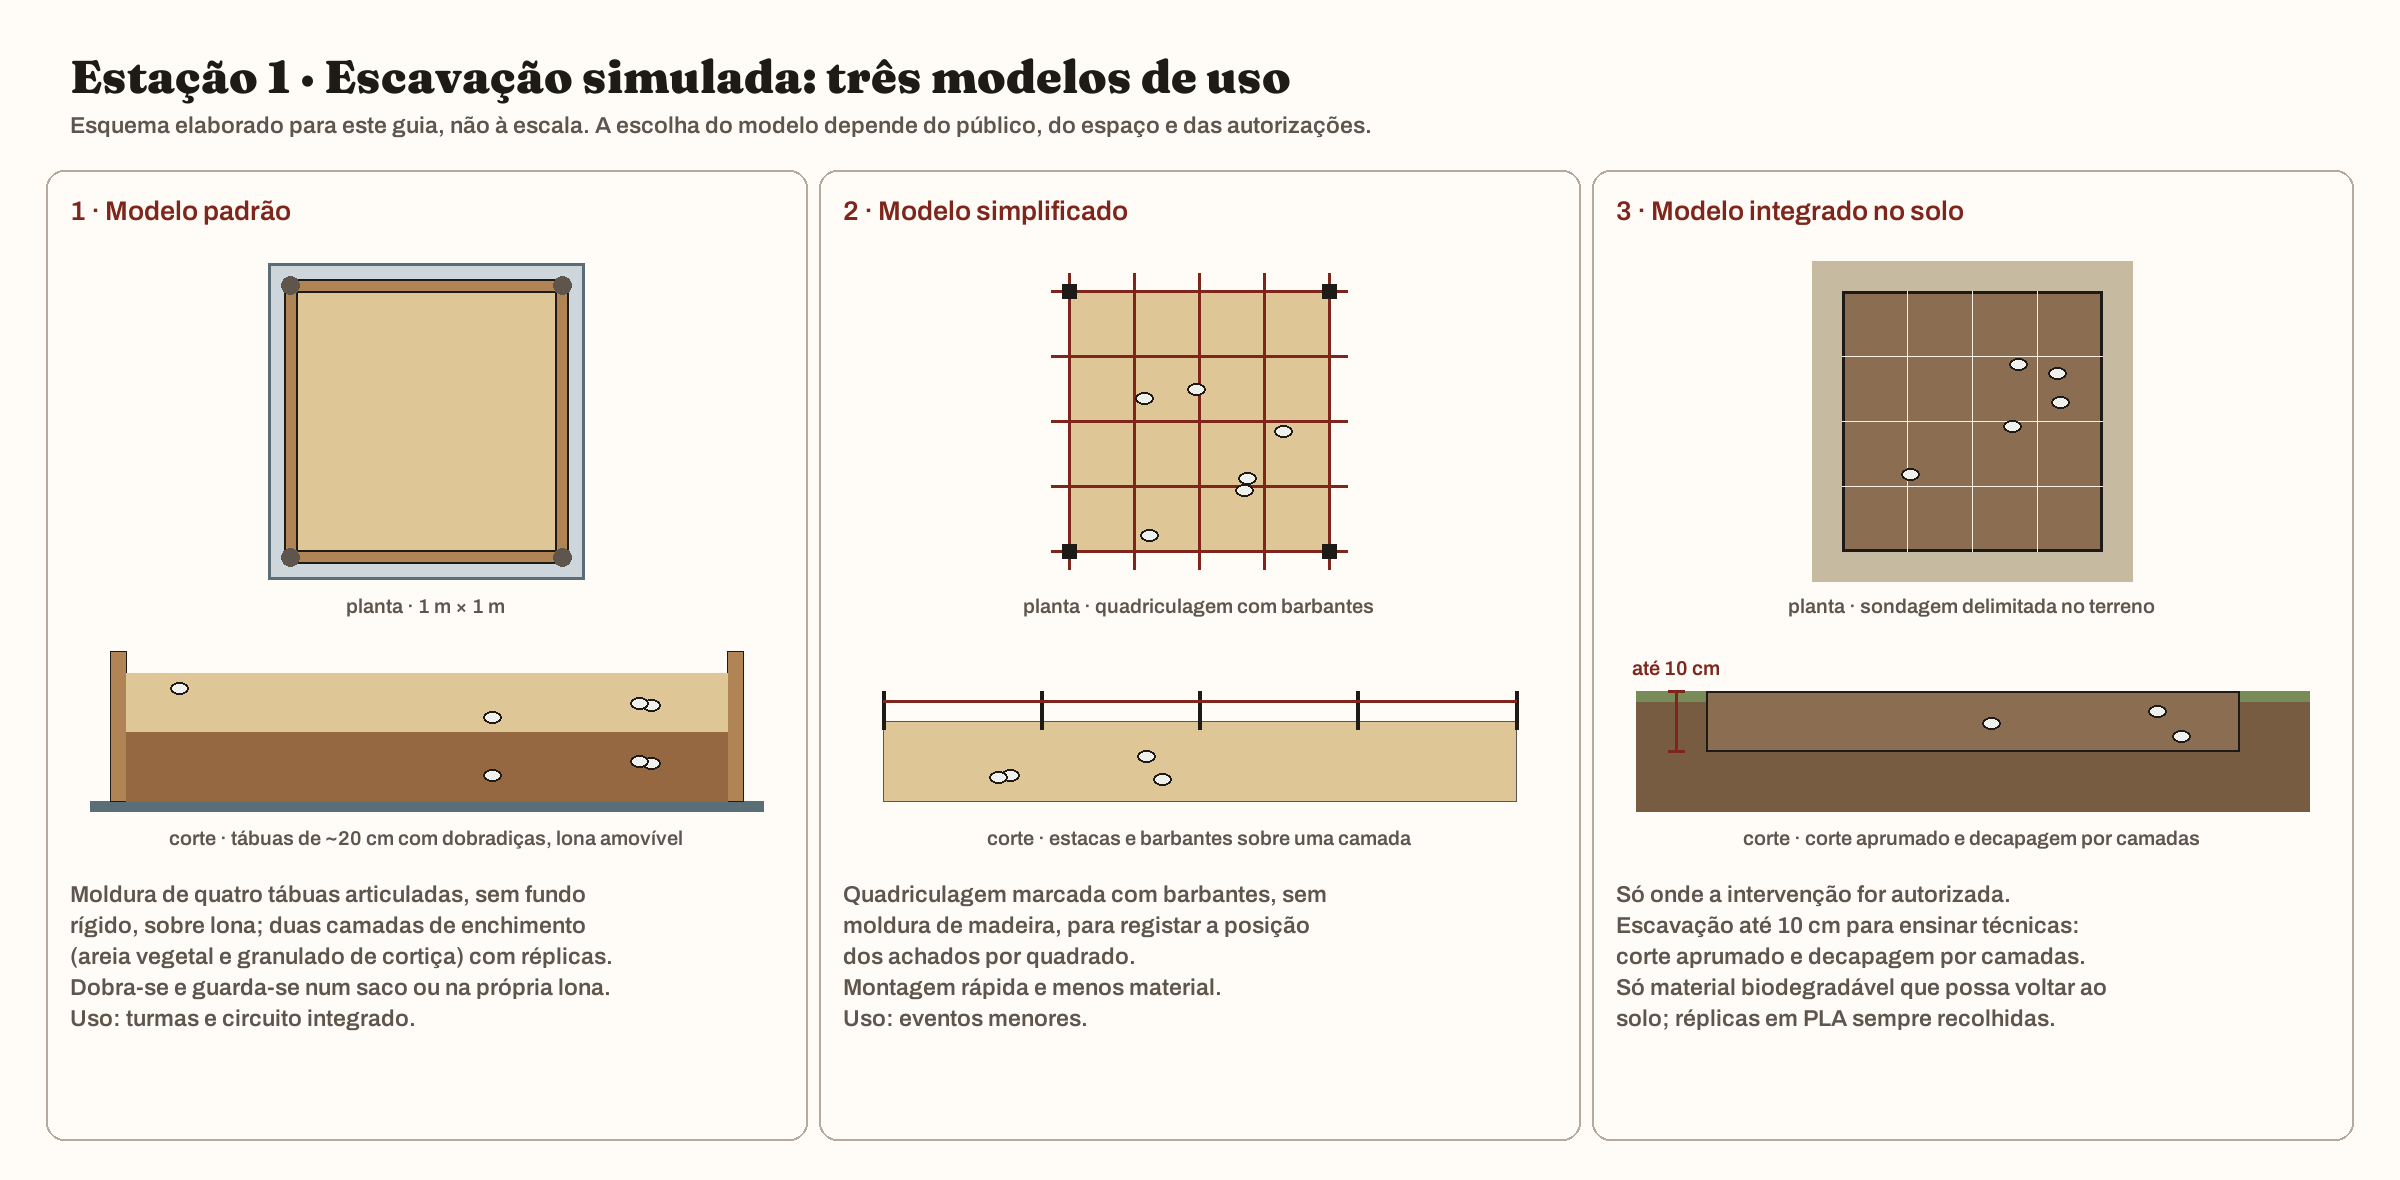 Estação 1 · Escavação simulada: três modelos de uso
Esquema elaborado para este guia, não à escala. A escolha do modelo depende do público, do espaço e das autorizações.
1 · Modelo padrão
planta · 1 m × 1 m
corte · tábuas de ~20 cm com dobradiças, lona amovível
Moldura de quatro tábuas articuladas, sem fundo
rígido, sobre lona; duas camadas de enchimento
(areia vegetal e granulado de cortiça) com réplicas.
Dobra-se e guarda-se num saco ou na própria lona.
Uso: turmas e circuito integrado.
2 · Modelo simplificado
planta · quadriculagem com barbantes
corte · estacas e barbantes sobre uma camada
Quadriculagem marcada com barbantes, sem
moldura de madeira, para registar a posição
dos achados por quadrado.
Montagem rápida e menos material.
Uso: eventos menores.
3 · Modelo integrado no solo
planta · sondagem delimitada no terreno
até 10 cm
corte · corte aprumado e decapagem por camadas
Só onde a intervenção for autorizada.
Escavação até 10 cm para ensinar técnicas:
corte aprumado e decapagem por camadas.
Só material biodegradável que possa voltar ao
solo; réplicas em PLA sempre recolhidas.